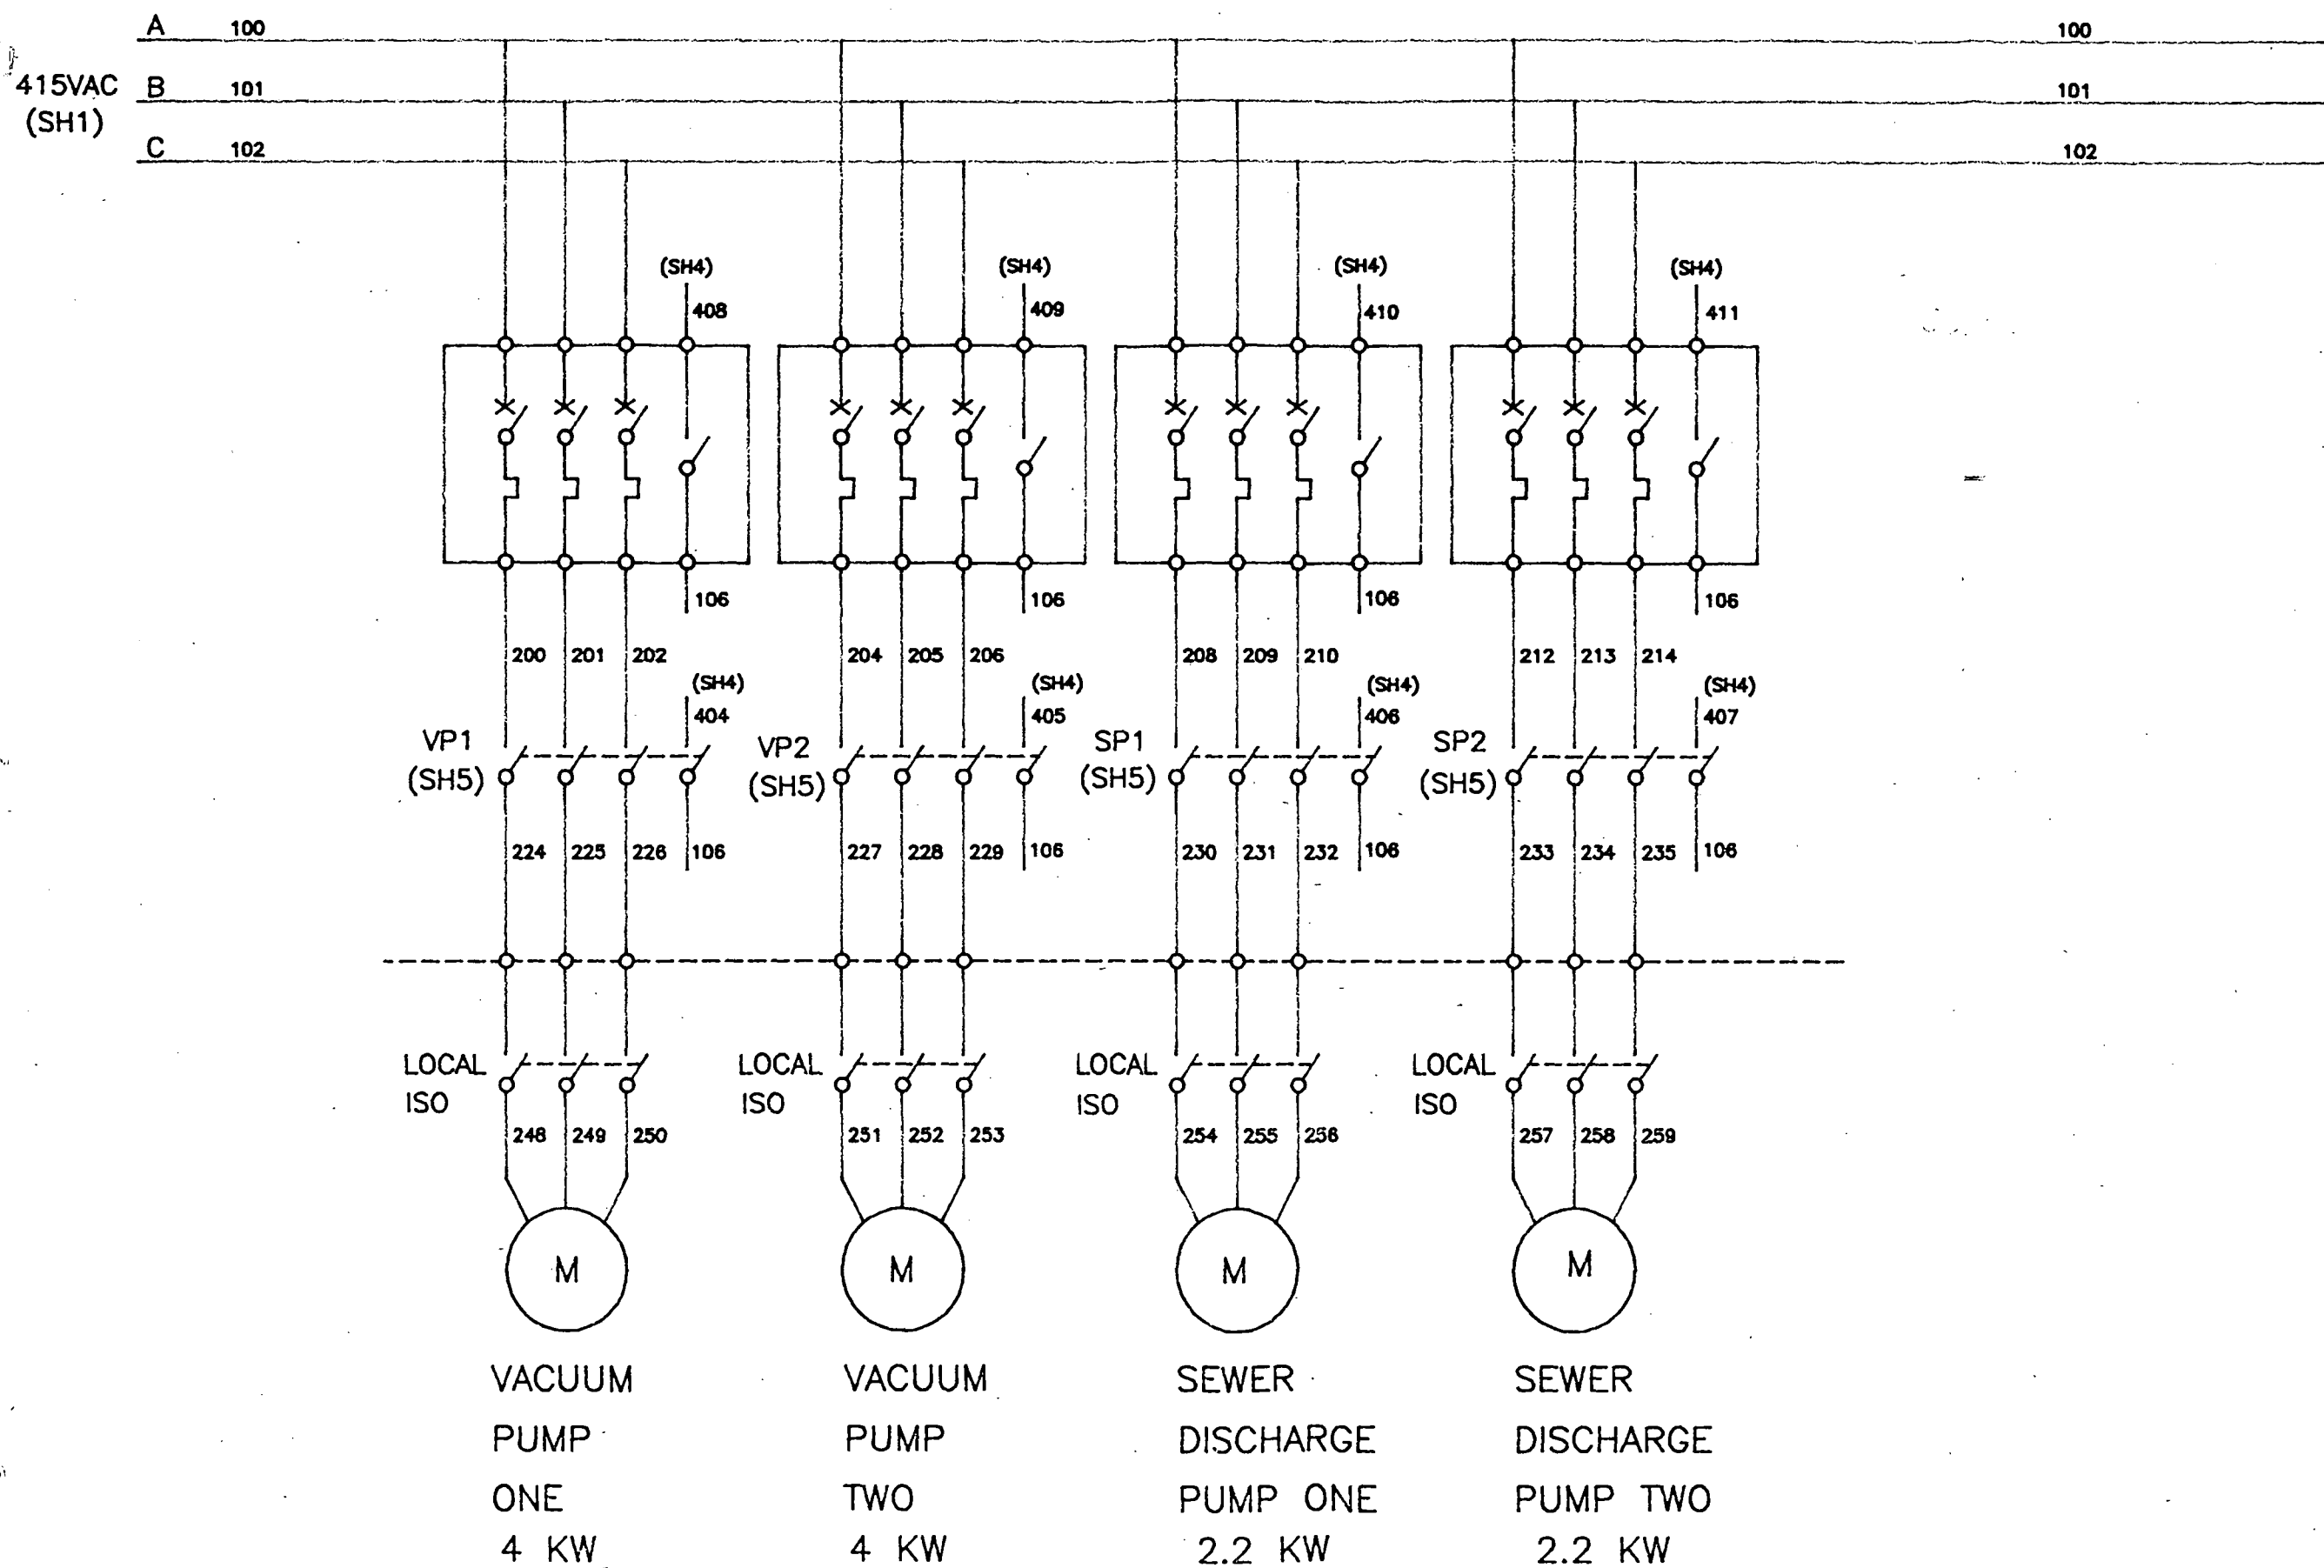 A 100 100
415VAC B 101 101
(SH1)
C 102 102
(SH4) (SH4) (SH4) (SH4)
408 409 410 411
106 106 106 106
200 201 202 204 205 206 208 209 210 212 213 214
(SH4) (SH4) (SH4) (SH4)
404 405 406 407
VP1 VP2 SP1 SP2
(SH5) (SH5) (SH5) (SH5)
224 225 226 106 227 228 229 106 230 231 232 106 233 234 235 106
LOCAL LOCAL LOCAL LOCAL
ISO ISO ISO ISO
248 249 250 251 252 253 254 255 256 257 258 259
M M M M
VACUUM VACUUM SEWER SEWER
PUMP PUMP DISCHARGE DISCHARGE
ONE TWO PUMP ONE PUMP TWO
4 KW 4 KW 2.2 KW 2.2 KW